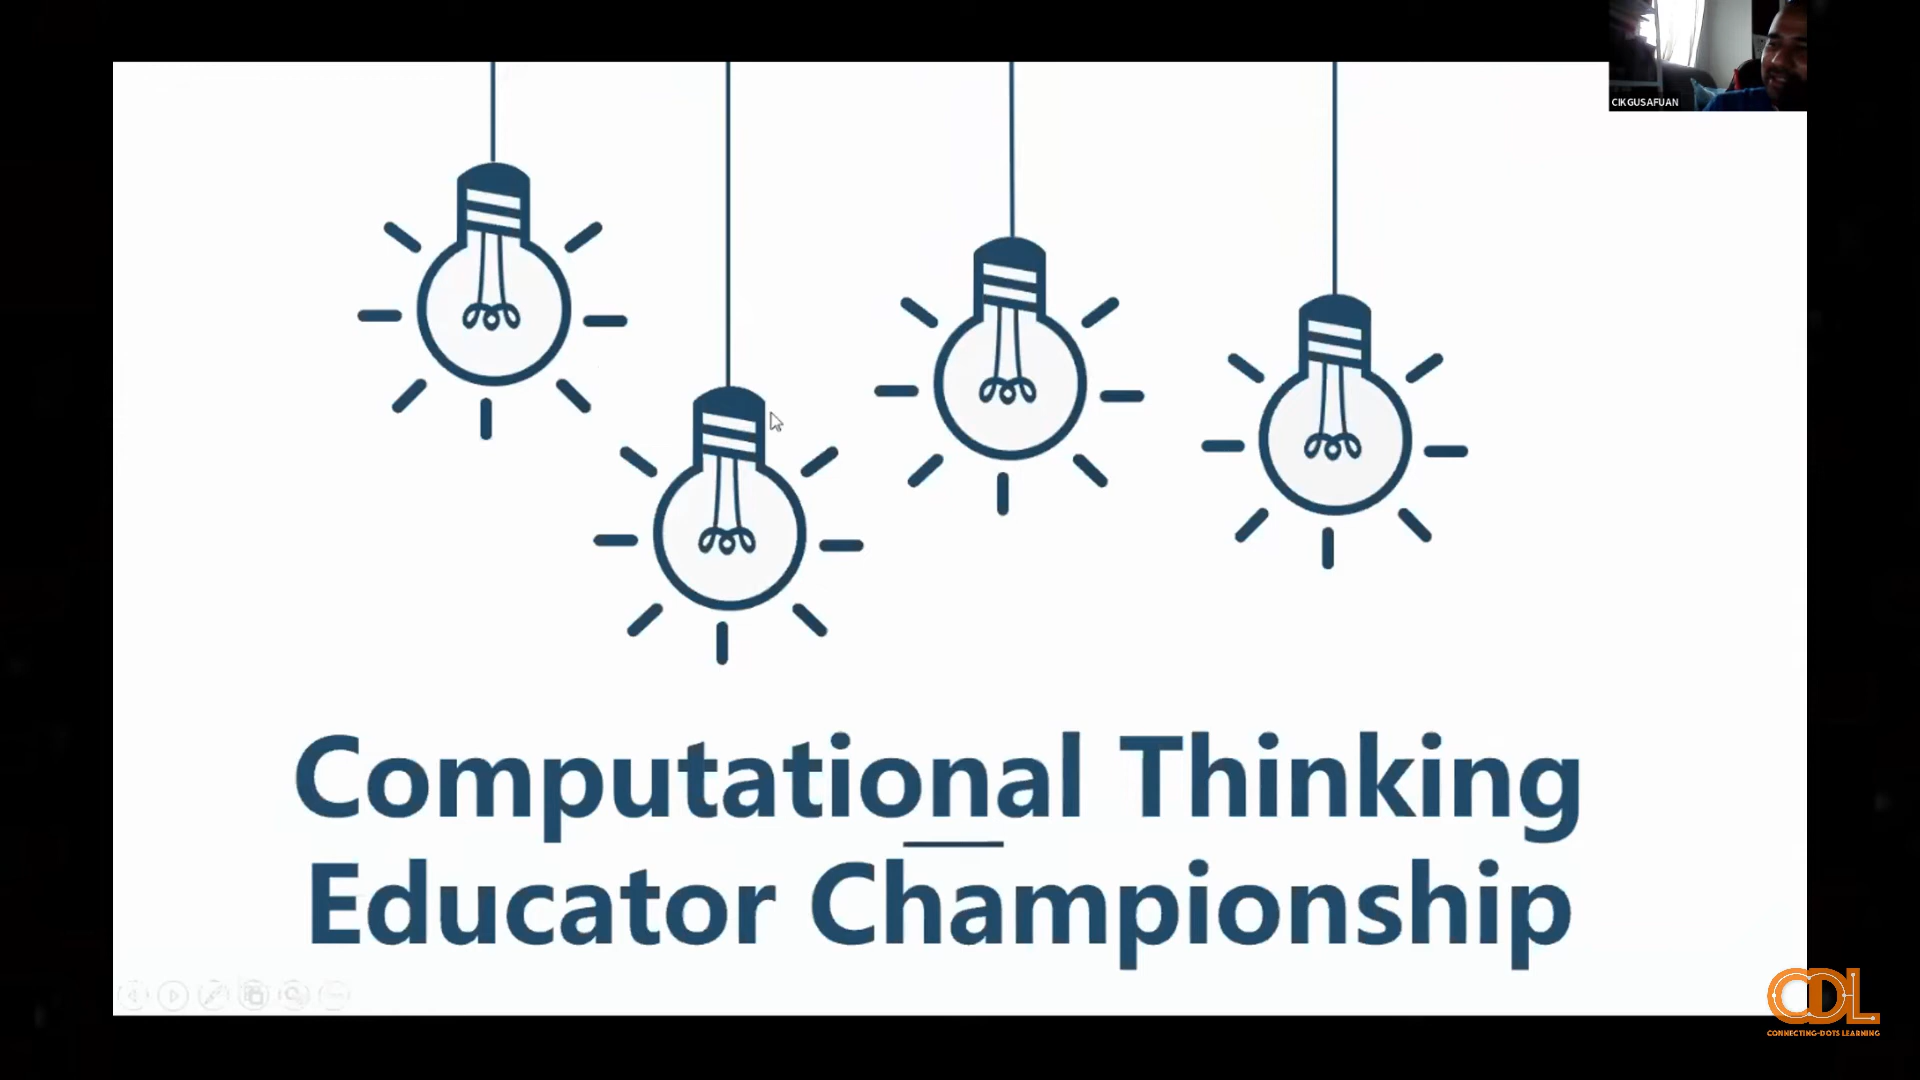 CIKGUSAFUAN
Computational Thinking
Educator Championship
CDL
CONNECTING-DOTS LEARNING